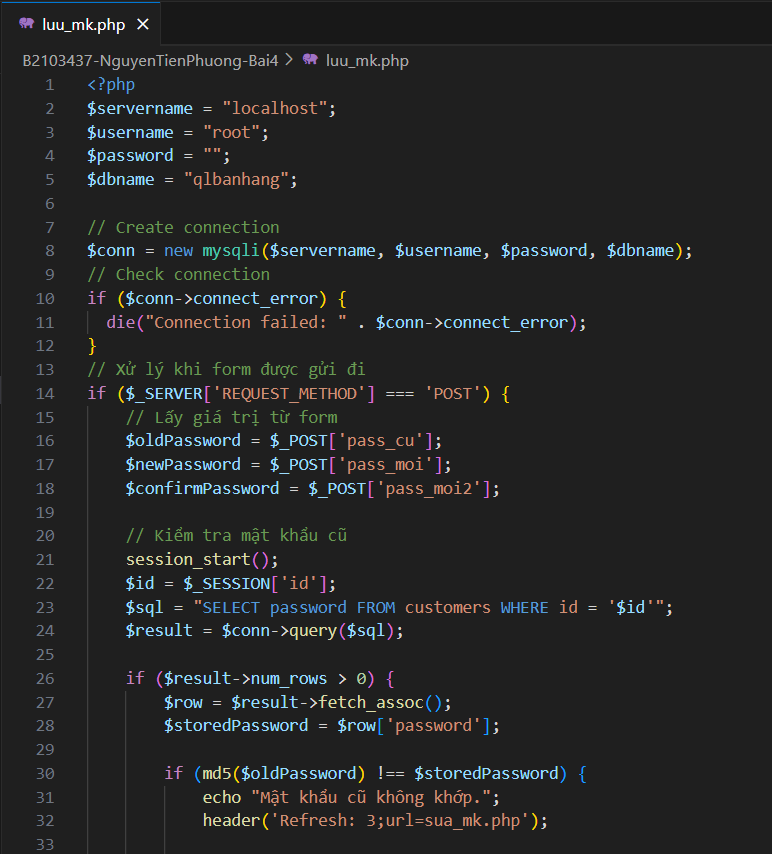 luu_mk.php
B2103437-NguyenTienPhuong-Bai4 > luu_mk.php
1 <?php
2 $servername = "localhost";
3 $username = "root";
4 $password = "";
5 $dbname = "qlbanhang";
6
7 // Create connection
8 $conn = new mysqli($servername, $username, $password, $dbname);
9 // Check connection
10 if ($conn->connect_error) {
11   die("Connection failed: " . $conn->connect_error);
12 }
13 // Xử lý khi form được gửi đi
14 if ($_SERVER['REQUEST_METHOD'] === 'POST') {
15     // Lấy giá trị từ form
16     $oldPassword = $_POST['pass_cu'];
17     $newPassword = $_POST['pass_moi'];
18     $confirmPassword = $_POST['pass_moi2'];
19
20     // Kiểm tra mật khẩu cũ
21     session_start();
22     $id = $_SESSION['id'];
23     $sql = "SELECT password FROM customers WHERE id = '$id'";
24     $result = $conn->query($sql);
25
26     if ($result->num_rows > 0) {
27         $row = $result->fetch_assoc();
28         $storedPassword = $row['password'];
29
30         if (md5($oldPassword) !== $storedPassword) {
31             echo "Mật khẩu cũ không khớp.";
32             header('Refresh: 3;url=sua_mk.php');
33